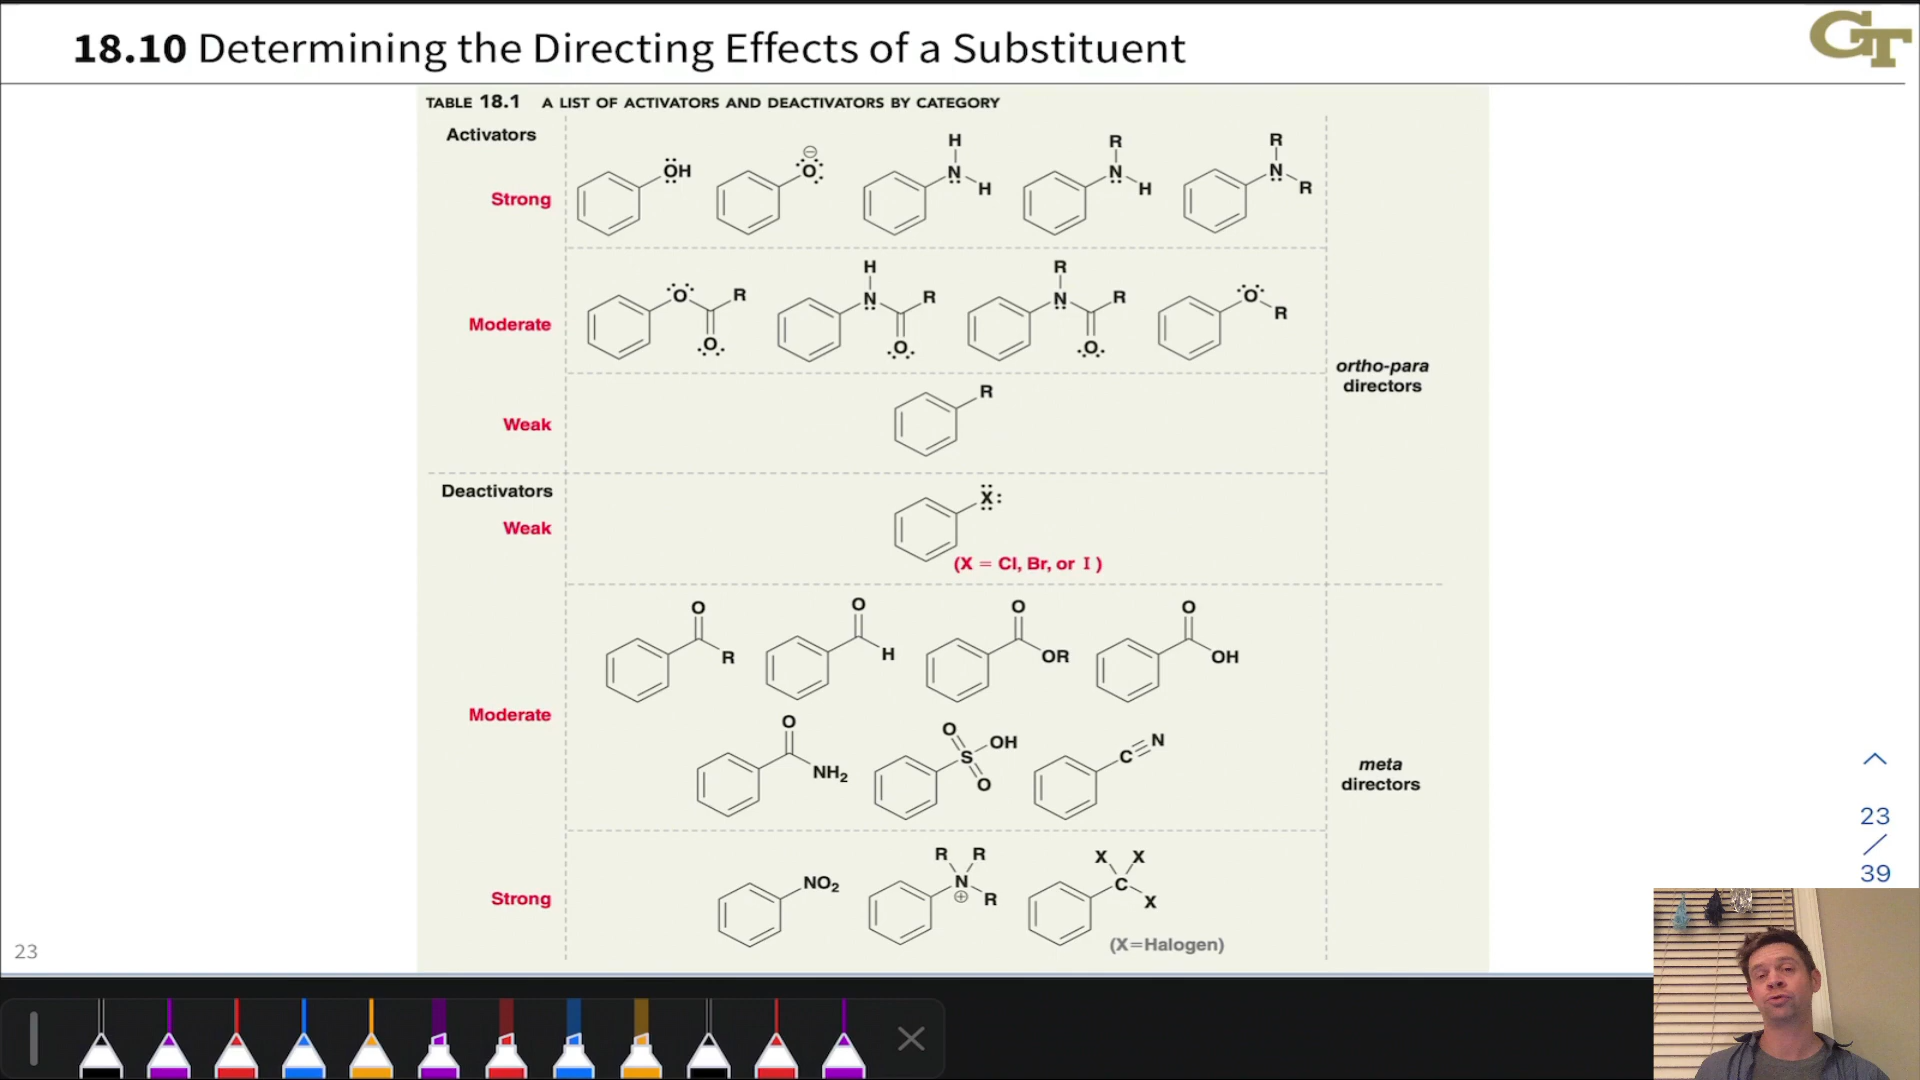 18.10 Determining the Directing Effects of a Substituent
GT
TABLE 18.1 A LIST OF ACTIVATORS AND DEACTIVATORS BY CATEGORY
Activators
Strong
OH
O ⊖
H N H
R N H
R N R
Moderate
O R O
H N R O
R N R O
O R
ortho-para
directors
Weak
R
Deactivators
Weak
X
(X = Cl, Br, or I)
Moderate
O R
O H
O OR
O OH
O NH2
O S OH O
C N
meta
directors
Strong
NO2
R R N ⊕ R
X X C X
(X=Halogen)
23
/
39
23